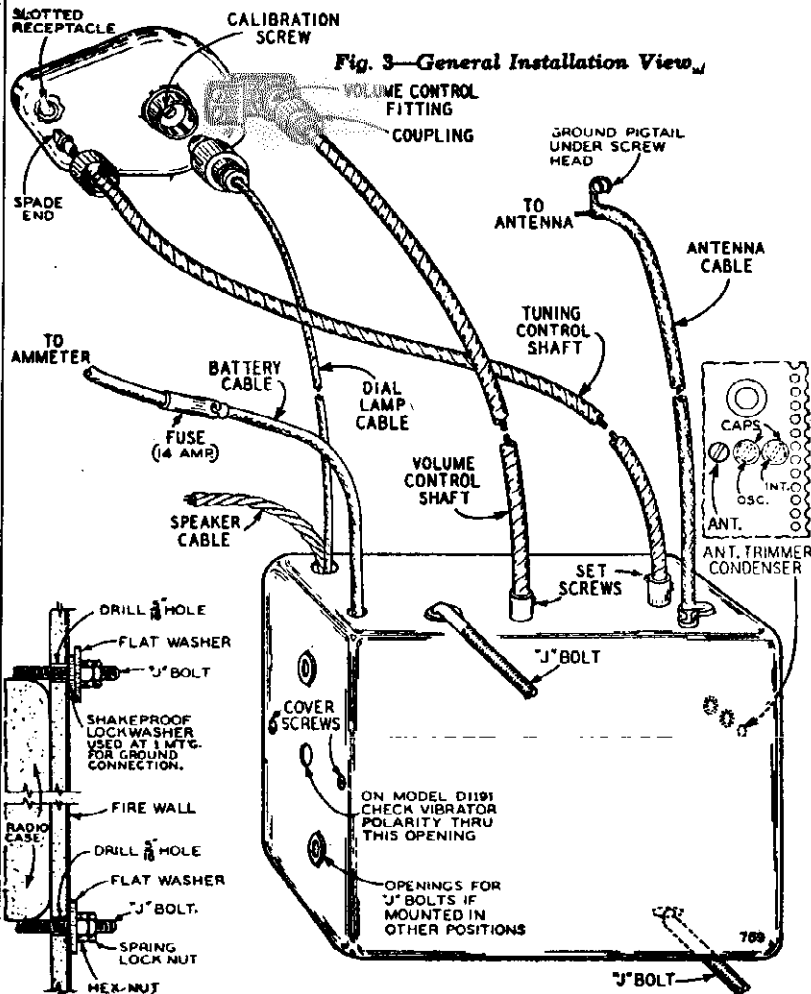 SLOTTED
RECEPTACLE
CALIBRATION
SCREW
Fig. 3—General Installation View
VOLUME CONTROL
FITTING
COUPLING
GROUND PIGTAIL
UNDER SCREW
HEAD
SPADE
END
TO
ANTENNA
ANTENNA
CABLE
TUNING
CONTROL
SHAFT
TO
AMMETER
BATTERY
CABLE
DIAL
LAMP
CABLE
FUSE
(14 AMP)
CAPS
INT.
OSC.
ANT.
VOLUME
CONTROL
SHAFT
SPEAKER
CABLE
ANT. TRIMMER
CONDENSER
SET
SCREWS
DRILL 5/16" HOLE
FLAT WASHER
"J" BOLT
"J" BOLT
SHAKEPROOF
LOCKWASHER
USED AT 1 MT'G.
FOR GROUND
CONNECTION.
COVER
SCREWS
ON MODEL D1191
CHECK VIBRATOR
POLARITY THRU
THIS OPENING
FIRE WALL
RADIO
CASE
DRILL 5/16" HOLE
FLAT WASHER
"J" BOLT.
OPENINGS FOR
"J" BOLTS IF
MOUNTED IN
OTHER POSITIONS
SPRING
LOCK NUT
HEX-NUT
769
"J" BOLT